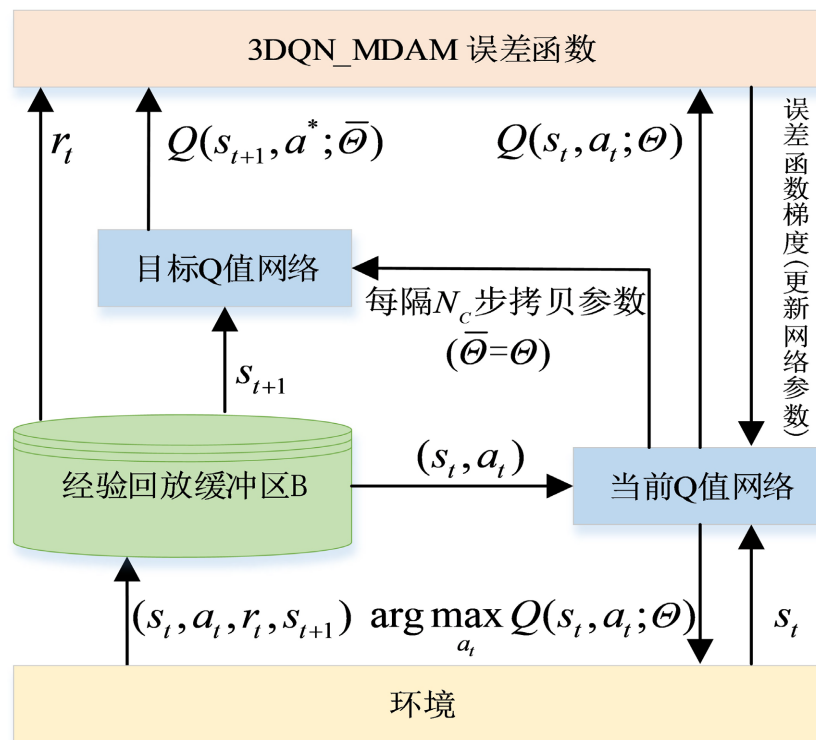 3DQN_MDAM 误差函数
r_t
Q(s_{t+1},a^*;\bar{Θ})
Q(s_t,a_t;Θ)
误差函数梯度(更新网络参数)
目标Q值网络
每隔N_C步拷贝参数
(\bar{Θ}=Θ)
s_{t+1}
(s_t,a_t)
经验回放缓冲区B
当前Q值网络
(s_t,a_t,r_t,s_{t+1})
arg max_{a_t} Q(s_t,a_t;Θ)
s_t
环境